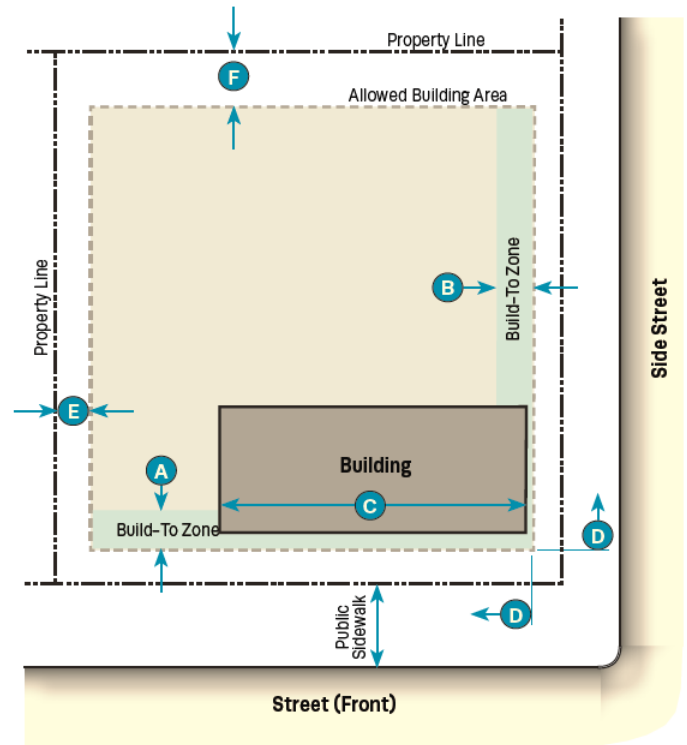 Property Line
F
Allowed Building Area
Property Line
B
Build-To Zone
Side Street
E
A
Building
C
Build-To Zone
D
D
Public
Sidewalk
Street (Front)